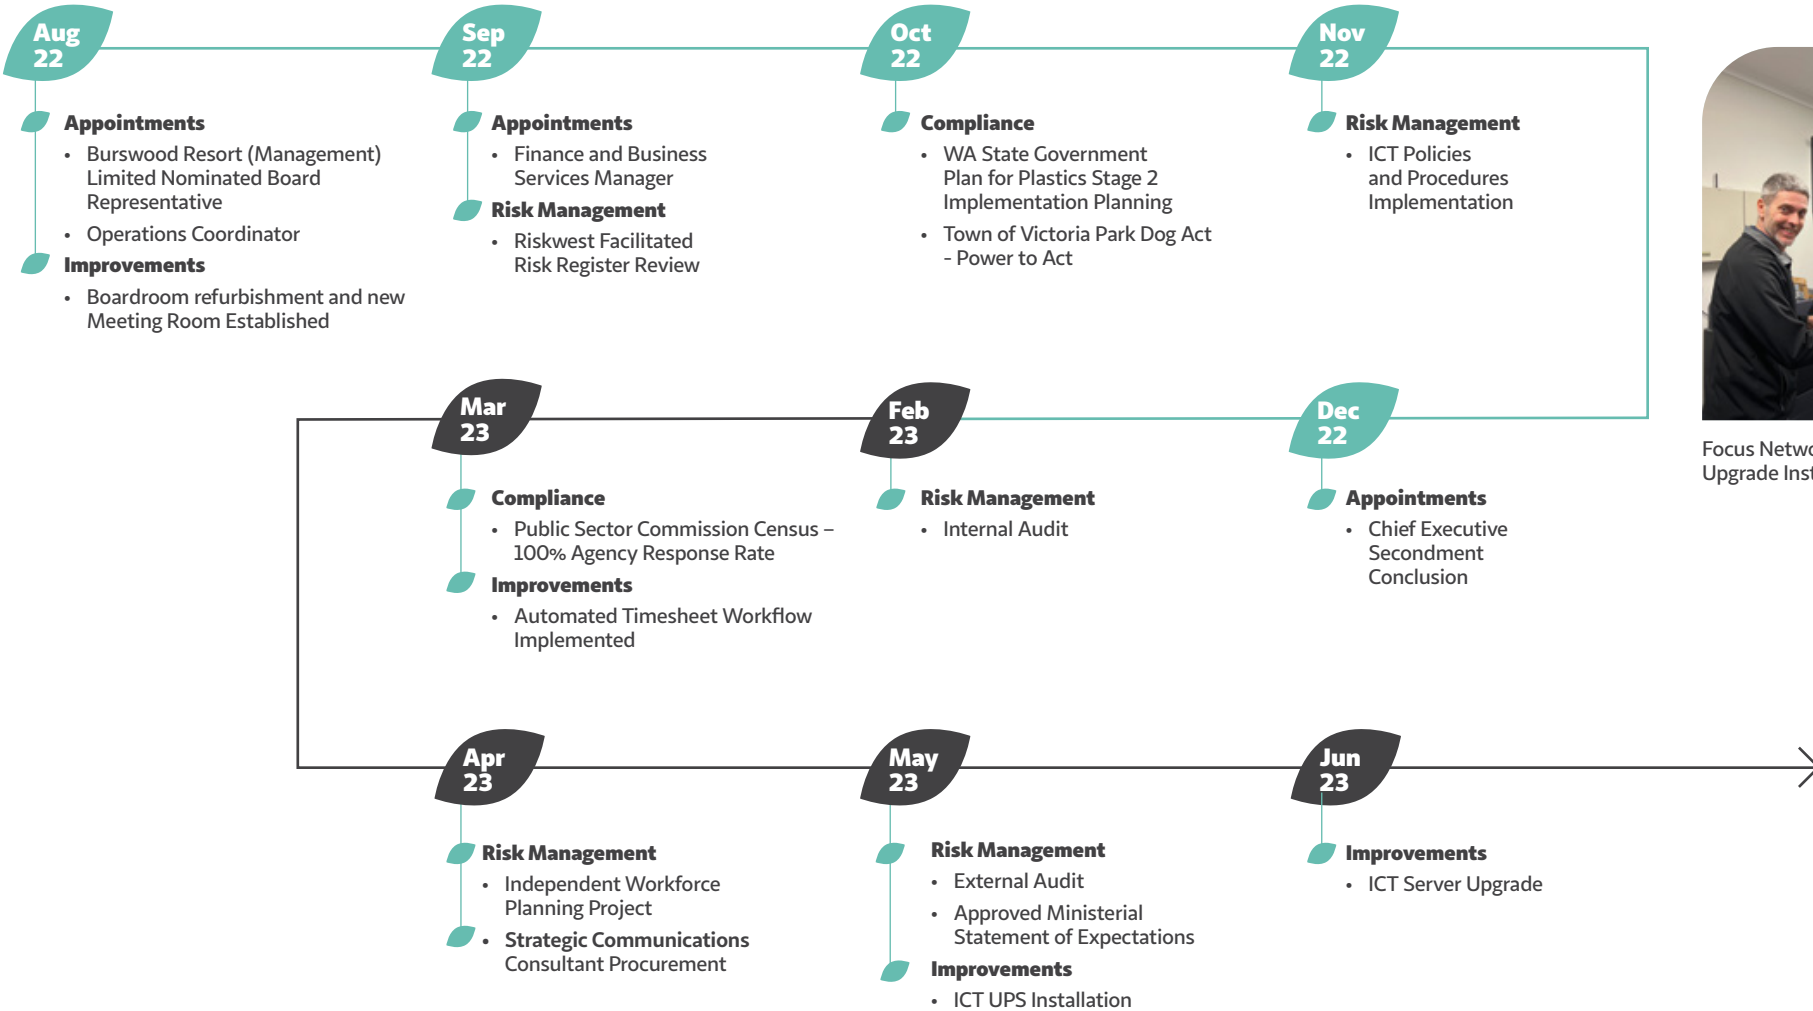 Aug
22
Appointments
• Burswood Resort (Management)
Limited Nominated Board
Representative
• Operations Coordinator
Improvements
• Boardroom refurbishment and new
Meeting Room Established
Sep
22
Appointments
• Finance and Business
Services Manager
Risk Management
• Riskwest Facilitated
Risk Register Review
Oct
22
Compliance
• WA State Government
Plan for Plastics Stage 2
Implementation Planning
• Town of Victoria Park Dog Act
- Power to Act
Nov
22
Risk Management
• ICT Policies
and Procedures
Implementation
Dec
22
Appointments
• Chief Executive
Secondment
Conclusion
Feb
23
Risk Management
• Internal Audit
Mar
23
Compliance
• Public Sector Commission Census –
100% Agency Response Rate
Improvements
• Automated Timesheet Workflow
Implemented
Apr
23
Risk Management
• Independent Workforce
Planning Project
• Strategic Communications
Consultant Procurement
May
23
Risk Management
• External Audit
• Approved Ministerial
Statement of Expectations
Improvements
• ICT UPS Installation
Jun
23
Improvements
• ICT Server Upgrade
Focus
Upgrade